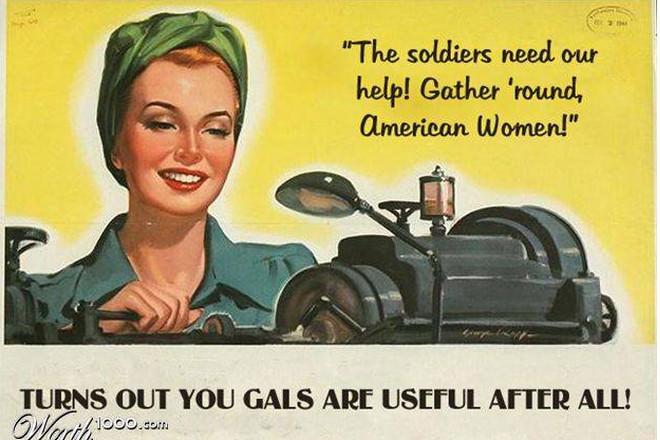 "The soldiers need our
help! Gather 'round,
American Women!"
TURNS OUT YOU GALS ARE USEFUL AFTER ALL!
Worth1000.com